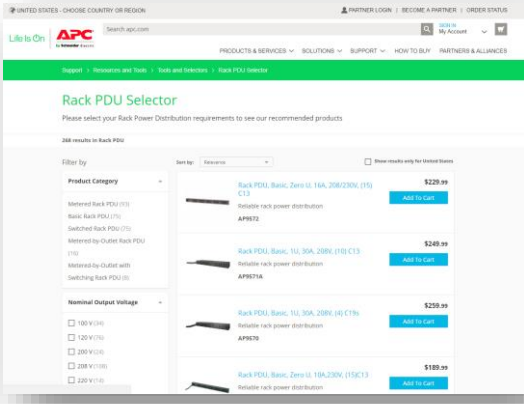 UNITED STATES - CHOOSE COUNTRY OR REGION
PARTNER LOGIN | BECOME A PARTNER | ORDER STATUS
Life Is On
APC
by Schneider Electric
Search apc.com
SIGN IN
My Account
PRODUCTS & SERVICES
SOLUTIONS
SUPPORT
HOW TO BUY
PARTNERS & ALLIANCES
Support > Resources and Tools > Tools and Selectors > Rack PDU Selector
Rack PDU Selector
Please select your Rack Power Distribution requirements to see our recommended products
268 results in Rack PDU
Filter by
Sort by: Relevance
Show results only for United States
Product Category
Metered Rack PDU (93)
Basic Rack PDU (75)
Switched Rack PDU (75)
Metered-by-Outlet Rack PDU
(10)
Metered-by-Outlet with
Switching Rack PDU (8)
Nominal Output Voltage
100 V (34)
120 V (76)
200 V (24)
208 V (108)
220 V (18)
Rack PDU, Basic, Zero U, 16A, 208/230V, (15)
C13
Reliable rack power distribution
AP9572
$229.99
Add To Cart
Rack PDU, Basic, 1U, 30A, 208V, (10) C13
Reliable rack power distribution
AP9571A
$249.99
Add To Cart
Rack PDU, Basic, 1U, 30A, 208V, (4) C19s
Reliable rack power distribution
AP9570
$259.99
Add To Cart
Rack PDU, Basic, Zero U, 10A,230V, (15)C13
Reliable rack power distribution
$189.99
Add To Cart